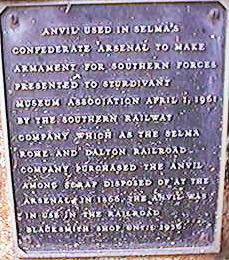 ANVIL USED IN SELMA'S
CONFEDERATE ARSENAL TO MAKE
ARMAMENT FOR SOUTHERN FORCES
PRESENTED TO STURDIVANT
MUSEUM ASSOCIATION APRIL 1, 1961
BY THE SOUTHERN RAILWAY
COMPANY WHICH AS THE SELMA
ROME AND DALTON RAILROAD
COMPANY PURCHASED THE ANVIL
AMONG SCRAP DISPOSED OF AT THE
ARSENAL IN 1866. THE ANVIL WAS
IN USE IN THE RAILROAD
BLACKSMITH SHOP UNTIL